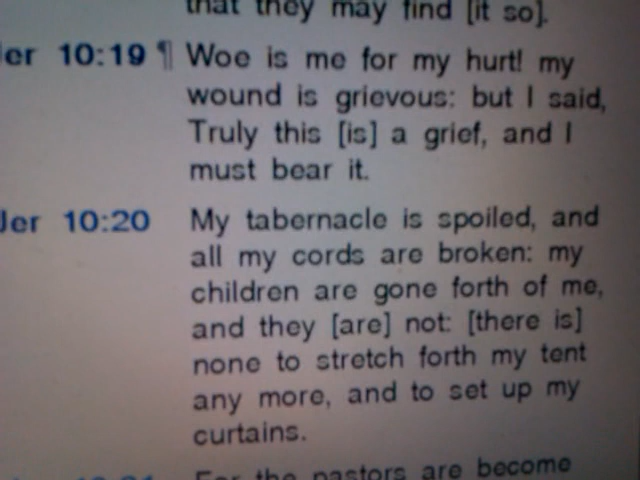 that they may find [it so].
er 10:19 ¶ Woe is me for my hurt! my
wound is grievous: but I said,
Truly this [is] a grief, and I
must bear it.
Jer 10:20 My tabernacle is spoiled, and
all my cords are broken: my
children are gone forth of me,
and they [are] not: [there is]
none to stretch forth my tent
any more, and to set up my
curtains.
For the pastors are become